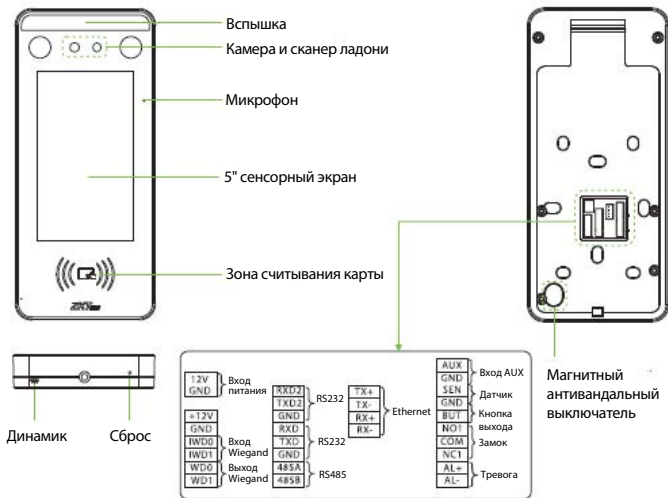 Вспышка
Камера и сканер ладони
Микрофон
5" сенсорный экран
Зона считывания карты
ZKTeco
Динамик
Сброс
12V
GND
Вход
питания
+12V
GND
IWD0
IWD1
Вход
Wiegand
WD0
WD1
Выход
Wiegand
RXD2
TXD2
GND
RS232
RXD
TXD
GND
RS232
485A
485B
RS485
TX+
TX-
RX+
RX-
Ethernet
AUX
GND
Вход AUX
SEN
GND
Датчик
BUT
Кнопка
выхода
NO1
COM
NC1
Замок
AL+
AL-
Тревога
Магнитный
антивандальный
выключатель